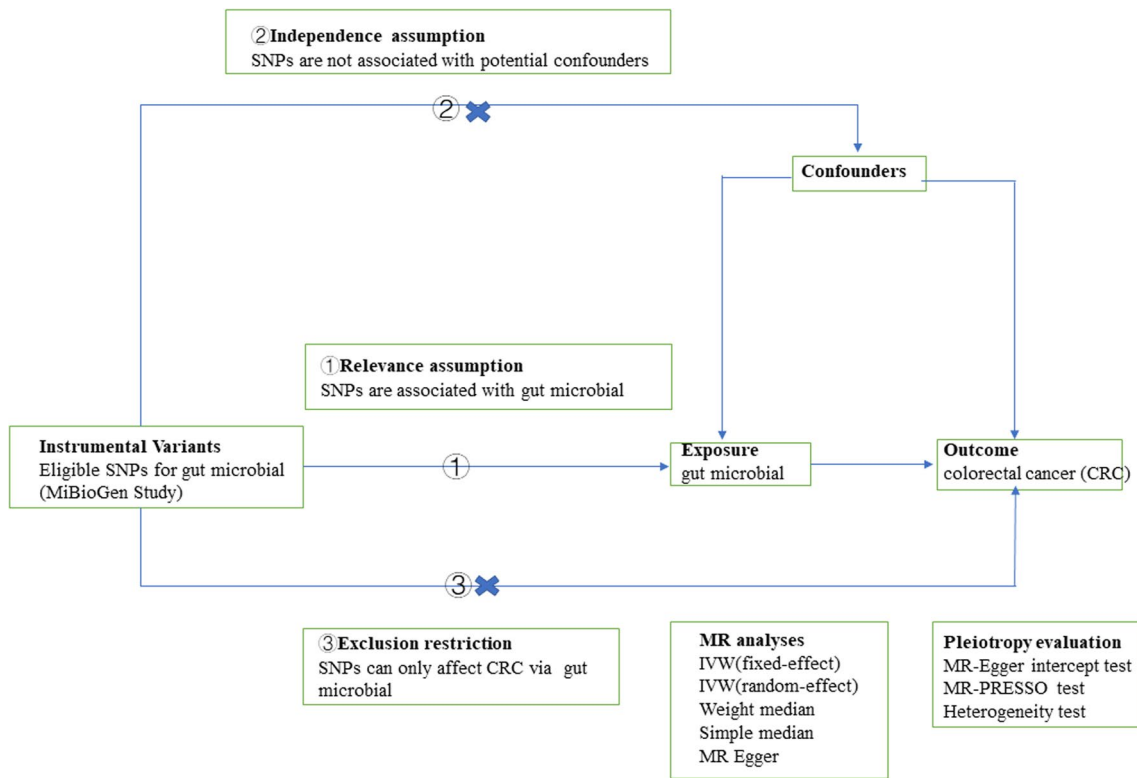 ②Independence assumption
SNPs are not associated with potential confounders
②
Confounders
①Relevance assumption
SNPs are associated with gut microbial
Instrumental Variants
Eligible SNPs for gut microbial
(MiBioGen Study)
①
Exposure
gut microbial
Outcome
colorectal cancer (CRC)
③
③Exclusion restriction
SNPs can only affect CRC via gut
microbial
MR analyses
IVW(fixed-effect)
IVW(random-effect)
Weight median
Simple median
MR Egger
Pleiotropy evaluation
MR-Egger intercept test
MR-PRESSO test
Heterogeneity test